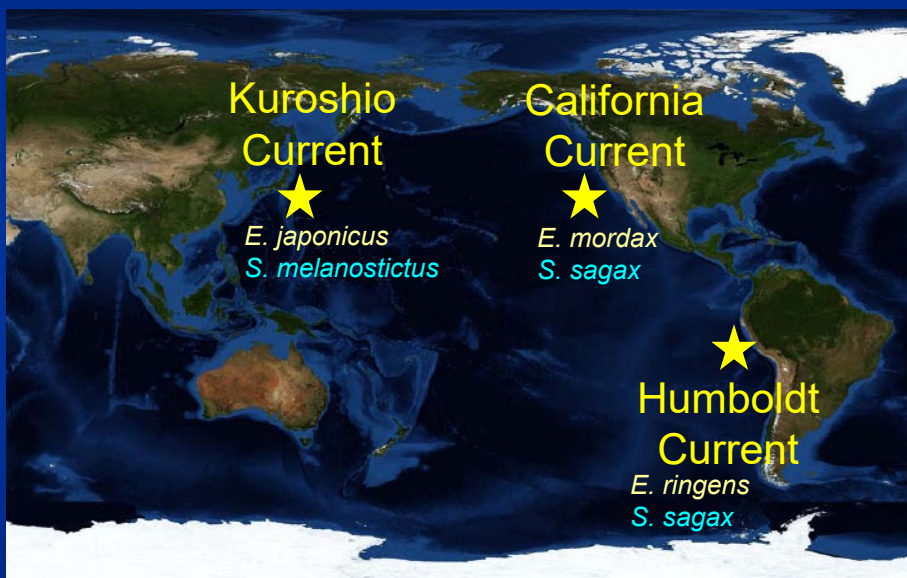 Kuroshio
Current
E. japonicus
S. melanostictus
California
Current
E. mordax
S. sagax
Humboldt
Current
E. ringens
S. sagax